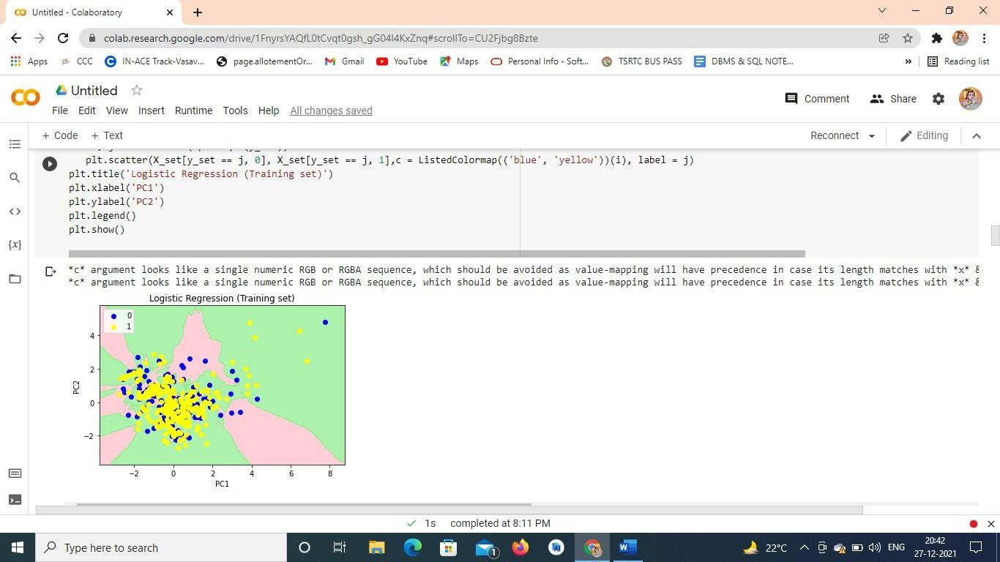 Untitled - Colaboratory
colab.research.google.com/drive/1FnyrsYAQfL0tCvqt0gsh_gG04I4KxZnq#scrollTo=CU2Fjbg8Bzte
Apps
CCC
IN-ACE Track-Vasav...
page.allotementOr...
Gmail
YouTube
Maps
Personal Info - Soft...
TSRTC BUS PASS
DBMS & SQL NOTE...
»
Reading list
Untitled
Comment
Share
File Edit View Insert Runtime Tools Help All changes saved
+ Code + Text
Reconnect
Editing
plt.scatter(X_set[y_set == j, 0], X_set[y_set == j, 1],c = ListedColormap(('blue', 'yellow'))(i), label = j)
plt.title('Logistic Regression (Training set)')
plt.xlabel('PC1')
plt.ylabel('PC2')
plt.legend()
plt.show()
*c* argument looks like a single numeric RGB or RGBA sequence, which should be avoided as value-mapping will have precedence in case its length matches with *x* &
*c* argument looks like a single numeric RGB or RGBA sequence, which should be avoided as value-mapping will have precedence in case its length matches with *x* &
Logistic Regression (Training set)
0
1
4
2
0
−2
PC2
−2 0 2 4 6 8
PC1
1s completed at 8:11 PM
Type here to search
1
22°C
ENG
20:42
27-12-2021